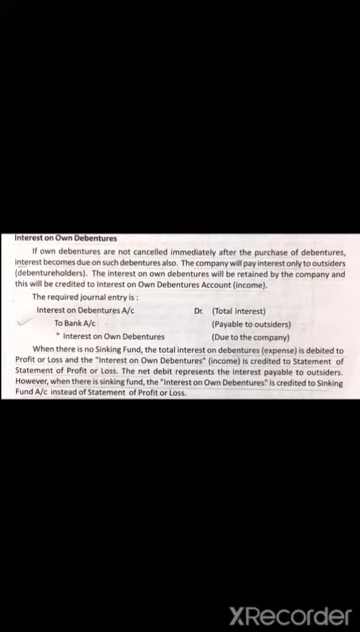 Interest on Own Debentures
If own debentures are not cancelled immediately after the purchase of debentures,
interest becomes due on such debentures also. The company will pay interest only to outsiders
(debentureholders). The interest on own debentures will be retained by the company and
this will be credited to Interest on Own Debentures Account (income).
The required journal entry is :
Interest on Debentures A/c Dr. (Total interest)
To Bank A/c (Payable to outsiders)
" Interest on Own Debentures (Due to the company)
When there is no Sinking Fund, the total interest on debentures (expense) is debited to
Profit or Loss and the "Interest on Own Debentures" (income) is credited to Statement of
Statement of Profit or Loss. The net debit represents the interest payable to outsiders.
However, when there is sinking fund, the "Interest on Own Debentures" is credited to Sinking
Fund A/c instead of Statement of Profit or Loss.
XRecorder